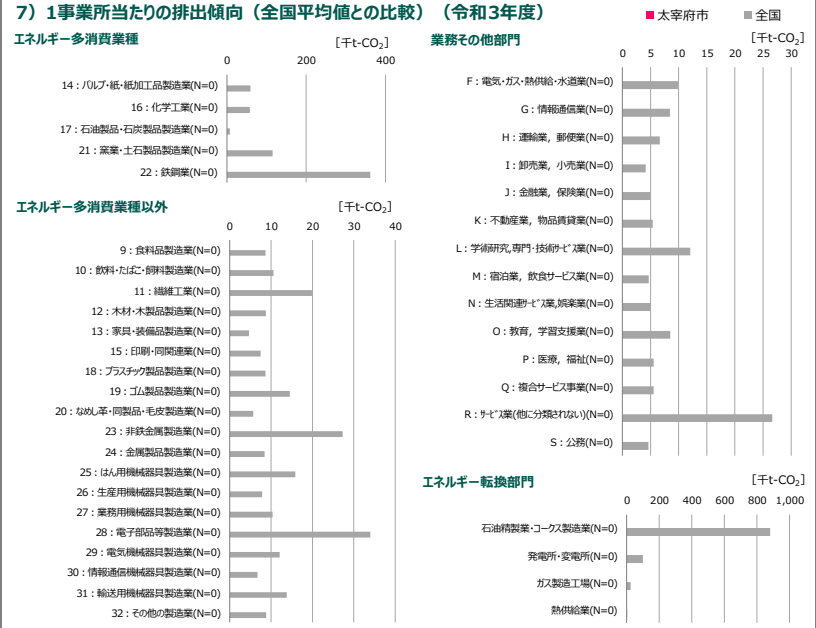 7）1事業所当たりの排出傾向（全国平均値との比較）（令和3年度）
■太宰府市 ■全国
エネルギー多消費業種
[千t-CO₂]
0 200 400
14：パルプ・紙・紙加工品製造業(N=0)
16：化学工業(N=0)
17：石油製品・石炭製品製造業(N=0)
21：窯業・土石製品製造業(N=0)
22：鉄鋼業(N=0)
エネルギー多消費業種以外
[千t-CO₂]
0 10 20 30 40
9：食料品製造業(N=0)
10：飲料・たばこ・飼料製造業(N=0)
11：繊維工業(N=0)
12：木材・木製品製造業(N=0)
13：家具・装備品製造業(N=0)
15：印刷・同関連業(N=0)
18：プラスチック製品製造業(N=0)
19：ゴム製品製造業(N=0)
20：なめし革・同製品・毛皮製造業(N=0)
23：非鉄金属製造業(N=0)
24：金属製品製造業(N=0)
25：はん用機械器具製造業(N=0)
26：生産用機械器具製造業(N=0)
27：業務用機械器具製造業(N=0)
28：電子部品等製造業(N=0)
29：電気機械器具製造業(N=0)
30：情報通信機械器具製造業(N=0)
31：輸送用機械器具製造業(N=0)
32：その他の製造業(N=0)
業務その他部門
[千t-CO₂]
0 5 10 15 20 25 30
F：電気・ガス・熱供給・水道業(N=0)
G：情報通信業(N=0)
H：運輸業，郵便業(N=0)
I：卸売業，小売業(N=0)
J：金融業，保険業(N=0)
K：不動産業，物品賃貸業(N=0)
L：学術研究,専門・技術サービス業(N=0)
M：宿泊業，飲食サービス業(N=0)
N：生活関連サービス業,娯楽業(N=0)
O：教育，学習支援業(N=0)
P：医療，福祉(N=0)
Q：複合サービス事業(N=0)
R：サービス業(他に分類されない)(N=0)
S：公務(N=0)
エネルギー転換部門
[千t-CO₂]
0 200 400 600 800 1,000
石油精製業・コークス製造業(N=0)
発電所・変電所(N=0)
ガス製造工場(N=0)
熱供給業(N=0)